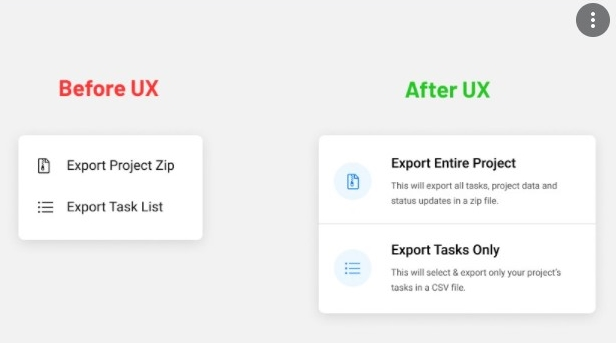 Before UX
Export Project Zip
Export Task List
After UX
Export Entire Project
This will export all tasks, project data and
status updates in a zip file.
Export Tasks Only
This will select & export only your project's
tasks in a CSV file.